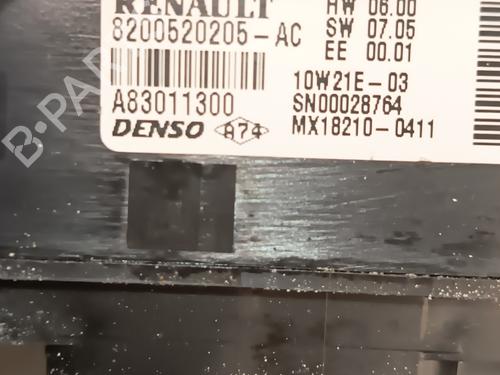 RENAULT
8200520205-AC
A83011300
DENSO A74
HW 06.00
SW 07.05
EE 00.01
10W21E-03
SN00028764
MX18210-0411
B-PARTS